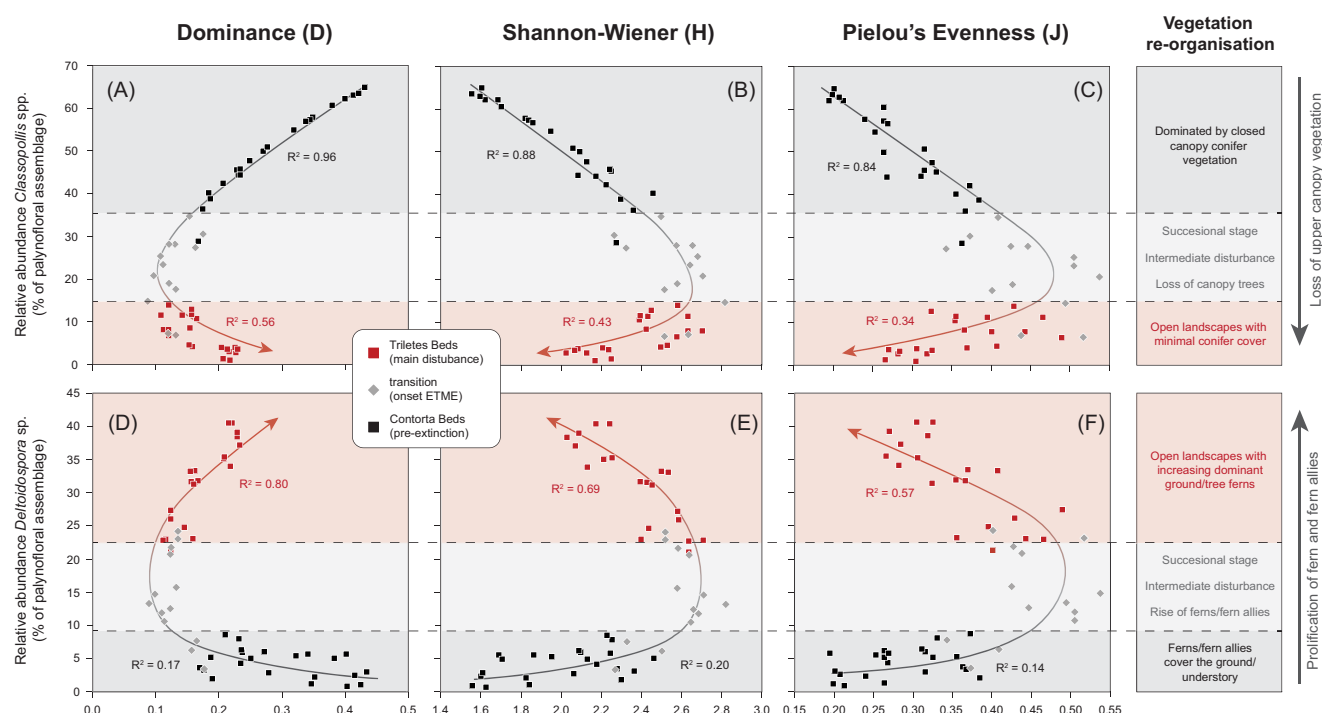 Dominance (D)
Shannon-Wiener (H)
Pielou's Evenness (J)
Vegetation
re-organisation
Relative abundance Classopollis spp.
(% of palynofloral assemblage)
70
60
50
40
30
20
10
0
(A)
R² = 0.96
R² = 0.56
(B)
R² = 0.88
R² = 0.43
(C)
R² = 0.84
R² = 0.34
Dominated by closed
canopy conifer
vegetation
Succesional stage
Intermediate disturbance
Loss of canopy trees
Open landscapes with
minimal conifer cover
Loss of upper canopy vegetation
Triletes Beds
(main distubance)
transition
(onset ETME)
Contorta Beds
(pre-extinction)
Relative abundance Deltoidospora sp.
(% of palynofloral assemblage)
45
40
35
30
25
20
15
10
5
0
(D)
R² = 0.80
R² = 0.17
(E)
R² = 0.69
R² = 0.20
(F)
R² = 0.57
R² = 0.14
Open landscapes with
increasing dominant
ground/tree ferns
Succesional stage
Intermediate disturbance
Rise of ferns/fern allies
Ferns/fern allies
cover the ground/
understory
Prolification of fern and fern allies
0.0 0.1 0.2 0.3 0.4 0.5
1.4 1.6 1.8 2.0 2.2 2.4 2.6 2.8 3.0
0.15 0.20 0.25 0.30 0.35 0.40 0.45 0.50 0.55